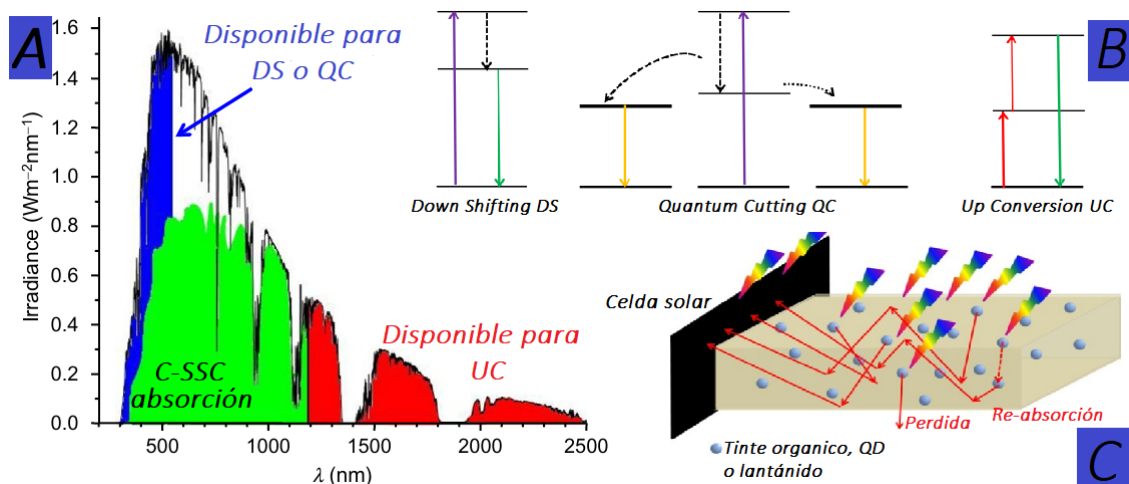 A
Disponible para
DS o QC
Irradiance (Wm⁻²nm⁻¹)
1.6
1.4
1.2
1.0
0.8
0.6
0.4
0.2
0.0
C-SSC
absorción
Disponible para
UC
500
1000
1500
2000
2500
λ (nm)
B
Down Shifting DS
Quantum Cutting QC
Up Conversion UC
Celda solar
Perdida
Re-absorción
Tinte organico, QD
o lantánido
C